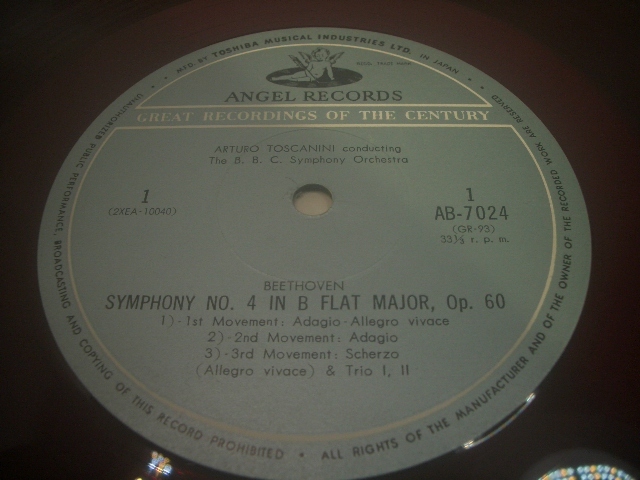 MFD. BY TOSHIBA MUSICAL INDUSTRIES LTD. IN JAPAN •
REGD. TRADE MARK
ANGEL RECORDS
GREAT RECORDINGS OF THE CENTURY
ARTURO TOSCANINI conducting
The B. B. C. Symphony Orchestra
1
(2XEA-10040)
1
AB-7024
(GR-93)
33⅓ r. p. m.
BEETHOVEN
SYMPHONY NO. 4 IN B FLAT MAJOR, Op. 60
1)-1st Movement: Adagio-Allegro vivace
2)-2nd Movement: Adagio
3)-3rd Movement: Scherzo
(Allegro vivace) & Trio I, II
UNAUTHORIZED PUBLIC PERFORMANCE, BROADCASTING AND COPYING OF THIS RECORD PROHIBITED • ALL RIGHTS OF THE MANUFACTURER AND OF THE OWNER OF THE RECORDED WORK ARE RESERVED